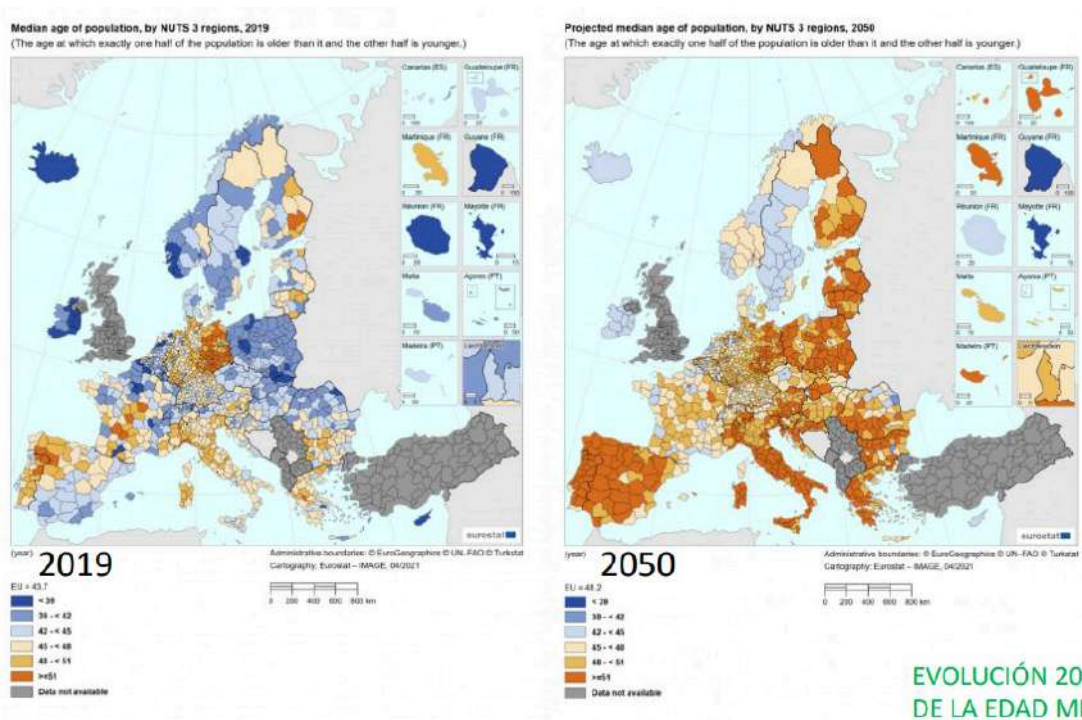 Median age of population, by NUTS 3 regions, 2019
(The age at which exactly one half of the population is older than it and the other half is younger.)
Canarias (ES)
Guadeloupe (FR)
Martinique (FR)
Guyane (FR)
Réunion (FR)
Mayotte (FR)
Malta
Açores (PT)
Madeira (PT)
Liechtenstein
eurostat
(year)
2019
Administrative boundaries: © EuroGeographics © UN–FAO © Turkstat
Cartography: Eurostat – IMAGE, 04/2021
0 200 400 600 800 km
EU = 43.7
< 39
39 - < 42
42 - < 45
45 - < 48
48 - < 51
>=51
Data not available
Projected median age of population, by NUTS 3 regions, 2050
(The age at which exactly one half of the population is older than it and the other half is younger.)
Canarias (ES)
Guadeloupe (FR)
Martinique (FR)
Guyane (FR)
Réunion (FR)
Mayotte (FR)
Malta
Açores (PT)
Madeira (PT)
Liechtenstein
eurostat
(year)
2050
Administrative boundaries: © EuroGeographics © UN–FAO © Turkstat
Cartography: Eurostat – IMAGE, 04/2021
0 200 400 600 800 km
EU = 48.2
< 39
39 - < 42
42 - < 45
45 - < 48
48 - < 51
>=51
Data not available
EVOLUCIÓN 20
DE LA EDAD